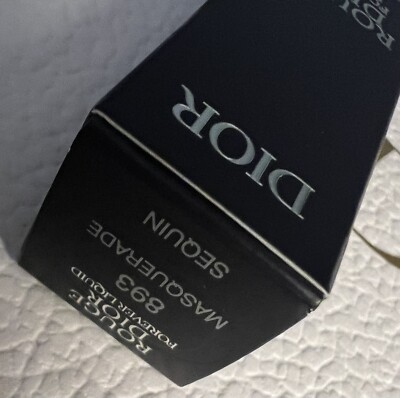 DIOR
ROUGE
DIOR
FOREVER LIQUID
893
MASQUERADE
SEQUIN